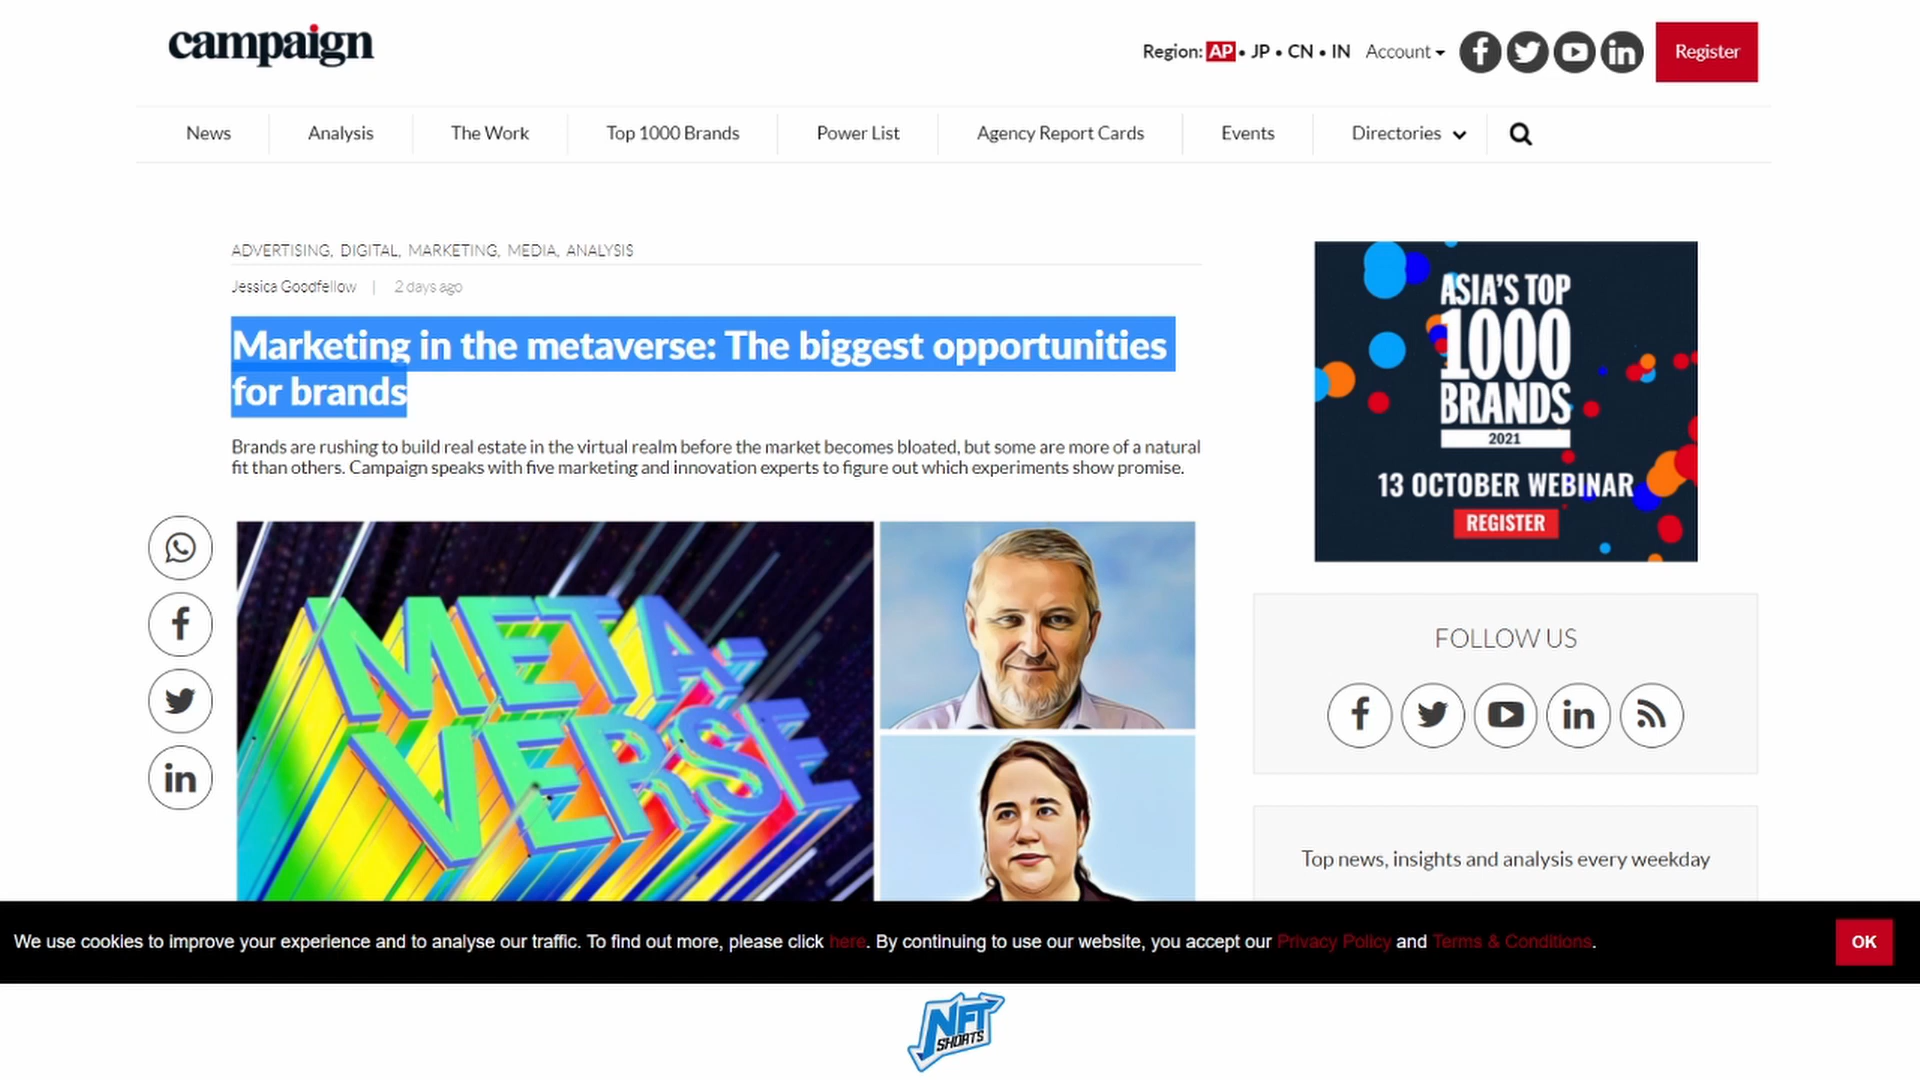 campaign
Region: AP • JP • CN • IN Account
Register
News Analysis The Work Top 1000 Brands Power List Agency Report Cards Events Directories
ADVERTISING, DIGITAL, MARKETING, MEDIA, ANALYSIS
Jessica Goodfellow | 2 days ago
Marketing in the metaverse: The biggest opportunities
for brands
Brands are rushing to build real estate in the virtual realm before the market becomes bloated, but some are more of a natural
fit than others. Campaign speaks with five marketing and innovation experts to figure out which experiments show promise.
META-
VERSE
ASIA'S TOP
1000
BRANDS
2021
13 OCTOBER WEBINAR
REGISTER
FOLLOW US
Top news, insights and analysis every weekday
We use cookies to improve your experience and to analyse our traffic. To find out more, please click here. By continuing to use our website, you accept our Privacy Policy and Terms & Conditions.
OK
NFT
SHORTS